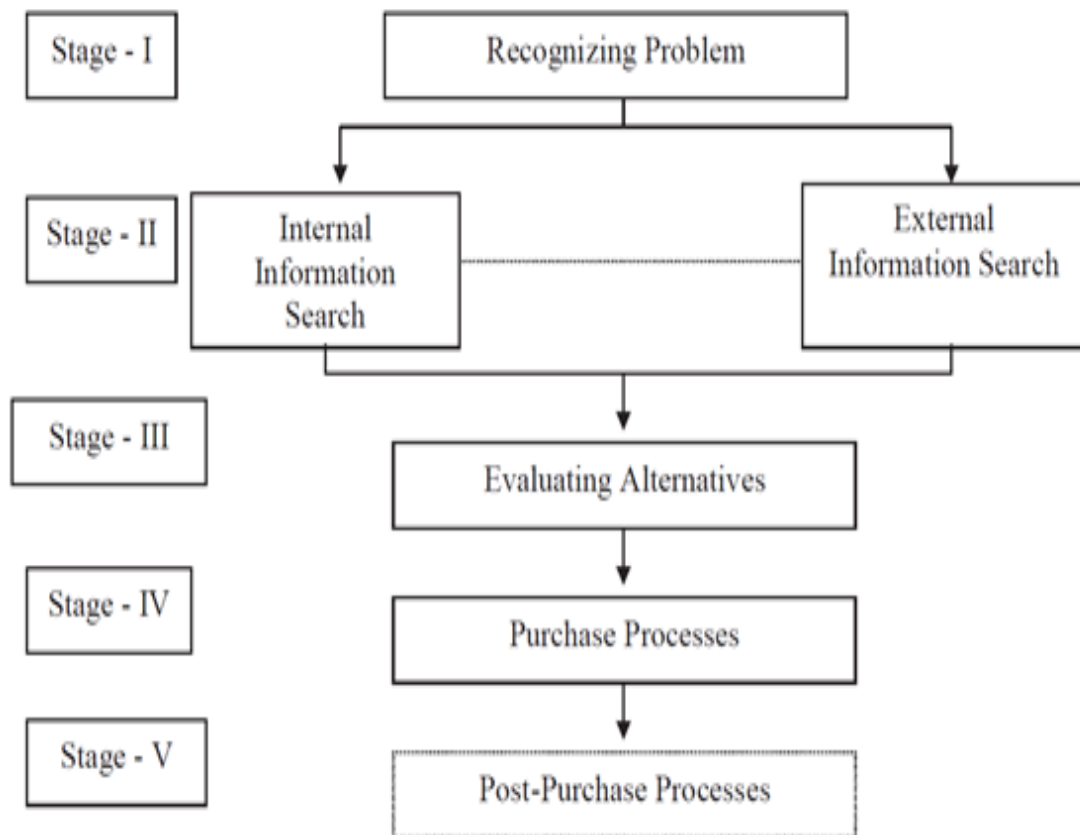 Stage - I
Recognizing Problem
Stage - II
Internal
Information
Search
External
Information Search
Stage - III
Evaluating Alternatives
Stage - IV
Purchase Processes
Stage - V
Post-Purchase Processes